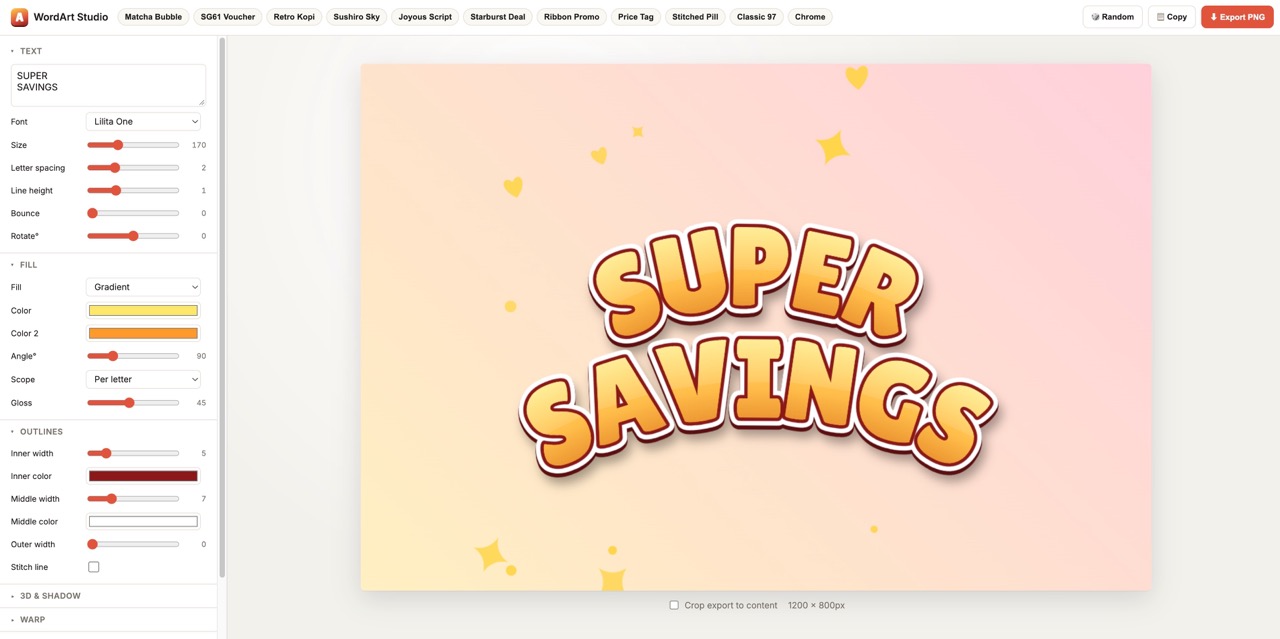 A WordArt Studio
Matcha Bubble
SG61 Voucher
Retro Kopi
Sushiro Sky
Joyous Script
Starburst Deal
Ribbon Promo
Price Tag
Stitched Pill
Classic 97
Chrome
Random
Copy
Export PNG
TEXT
SUPER
SAVINGS
Font Lilita One
Size 170
Letter spacing 2
Line height 1
Bounce 0
Rotate° 0
FILL
Fill Gradient
Color
Color 2
Angle° 90
Scope Per letter
Gloss 45
OUTLINES
Inner width 5
Inner color
Middle width 7
Middle color
Outer width 0
Stitch line
3D & SHADOW
WARP
SUPER
SAVINGS
Crop export to content 1200 × 800px